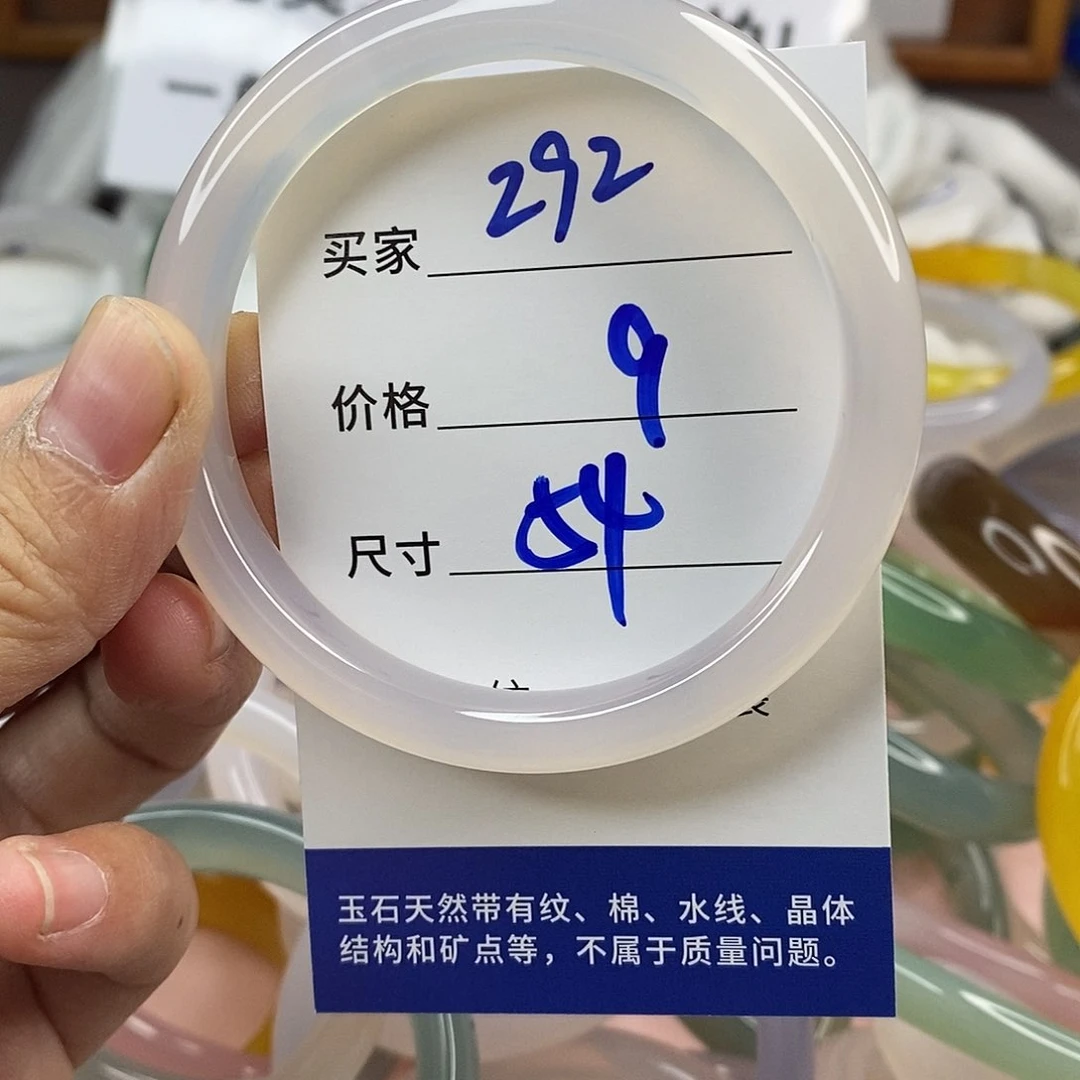 买家 292
价格 9
尺寸 54
玉石天然带有纹、棉、水线、晶体
结构和矿点等，不属于质量问题。